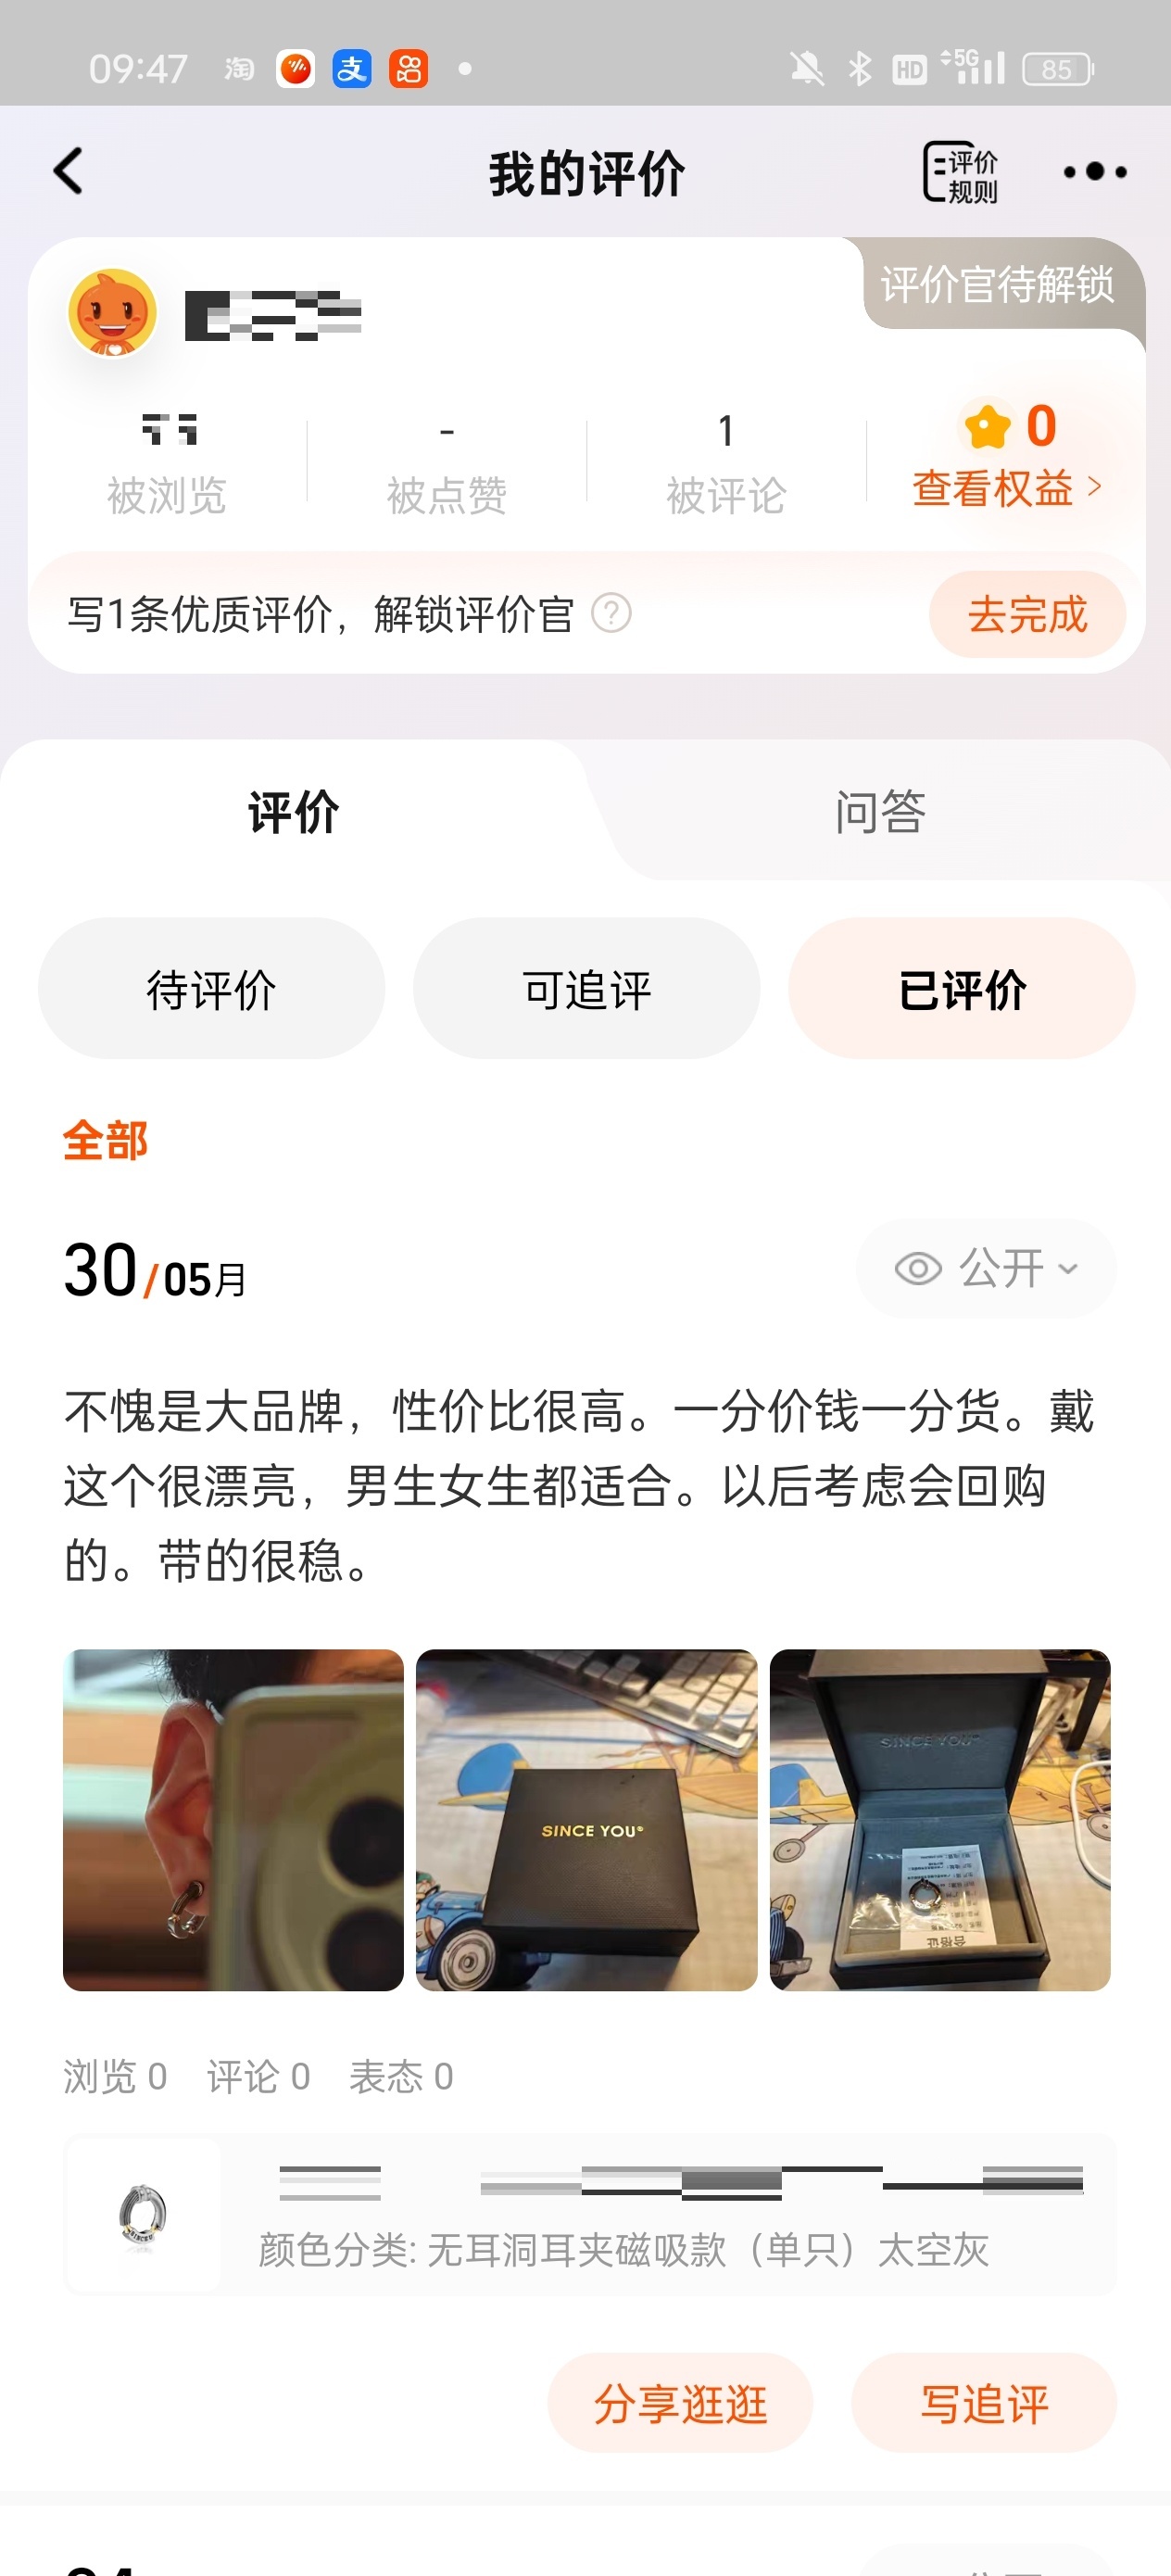 09:47 淘 支 HD 5G 85
我的评价
评价
规则
评价官待解锁
- 1 0
被浏览 被点赞 被评论 查看权益 >
写1条优质评价，解锁评价官 ? 去完成
评价 问答
待评价 可追评 已评价
全部
30/05月 公开
不愧是大品牌，性价比很高。一分价钱一分货。戴
这个很漂亮，男生女生都适合。以后考虑会回购
的。带的很稳。
SINCE YOU®
SINCE YOU
合格证
浏览 0 评论 0 表态 0
颜色分类: 无耳洞耳夹磁吸款（单只）太空灰
分享逛逛 写追评